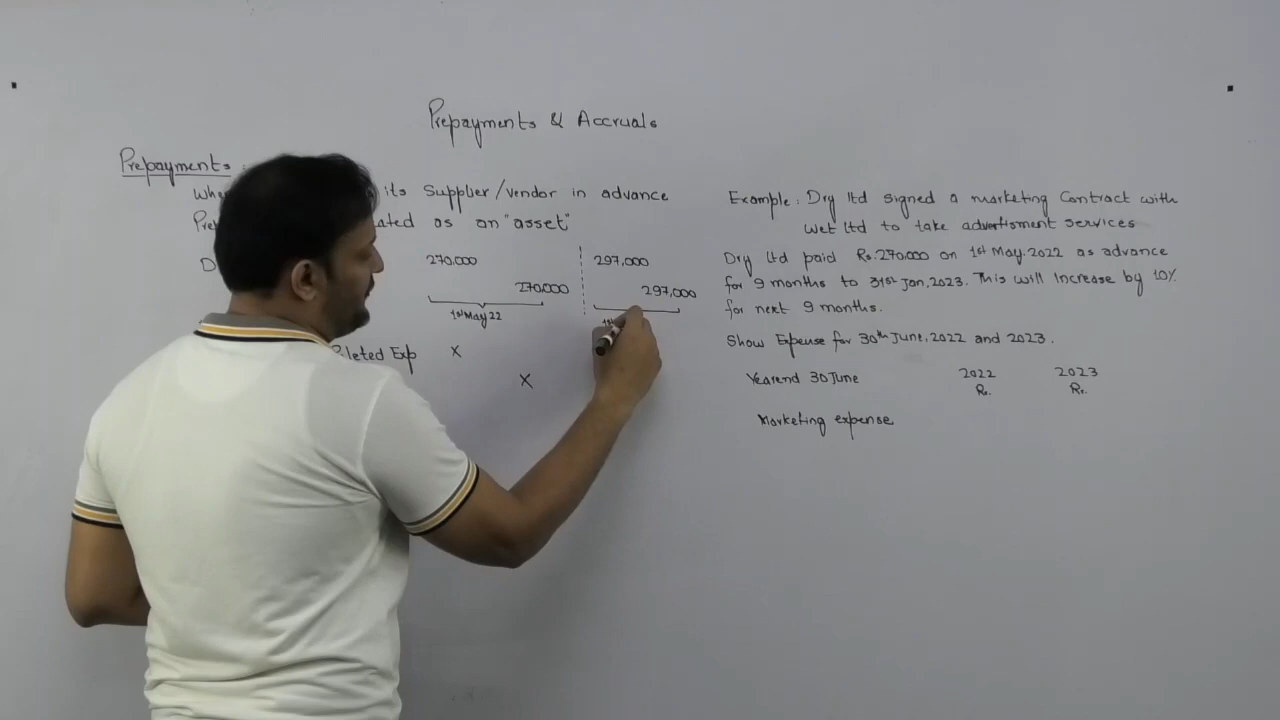 Prepayments & Accruals
Prepayments :
its Supplier/vendor in advance
as an "asset"
270,000
270,000
1st May 22
297,000
297,000
1st
Exp X
X
Example: Dry ltd signed a marketing Contract with
Wet ltd to take advertisment services
Dry Ltd paid Rs.270,000 on 1st May.2022 as advance
for 9 months to 31st Jan,2023. This will increase by 10%
for next 9 months.
Show Expense for 30th June,2022 and 2023.
Yearend 30 June 2022 2023
Rs. Rs.
Marketing expense